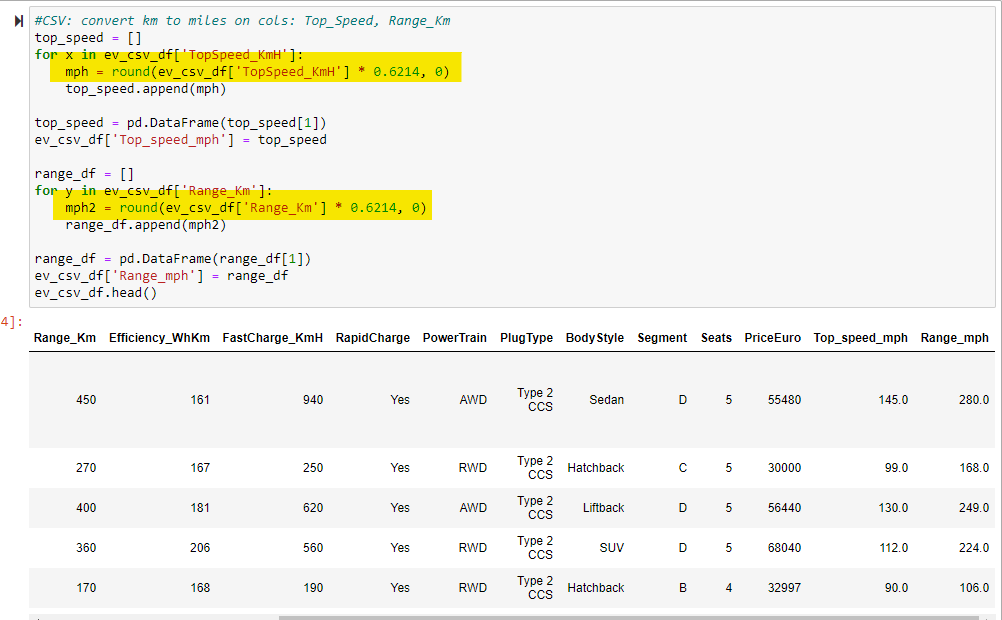 #CSV: convert km to miles on cols: Top_Speed, Range_Km
top_speed = []
for x in ev_csv_df['TopSpeed_KmH']:
    mph = round(ev_csv_df['TopSpeed_KmH'] * 0.6214, 0)
    top_speed.append(mph)

top_speed = pd.DataFrame(top_speed[1])
ev_csv_df['Top_speed_mph'] = top_speed

range_df = []
for y in ev_csv_df['Range_Km']:
    mph2 = round(ev_csv_df['Range_Km'] * 0.6214, 0)
    range_df.append(mph2)

range_df = pd.DataFrame(range_df[1])
ev_csv_df['Range_mph'] = range_df
ev_csv_df.head()
4]:
Range_Km Efficiency_WhKm FastCharge_KmH RapidCharge PowerTrain PlugType BodyStyle Segment Seats PriceEuro Top_speed_mph Range_mph
450 161 940 Yes AWD Type 2 CCS Sedan D 5 55480 145.0 280.0
270 167 250 Yes RWD Type 2 CCS Hatchback C 5 30000 99.0 168.0
400 181 620 Yes AWD Type 2 CCS Liftback D 5 56440 130.0 249.0
360 206 560 Yes RWD Type 2 CCS SUV D 5 68040 112.0 224.0
170 168 190 Yes RWD Type 2 CCS Hatchback B 4 32997 90.0 106.0